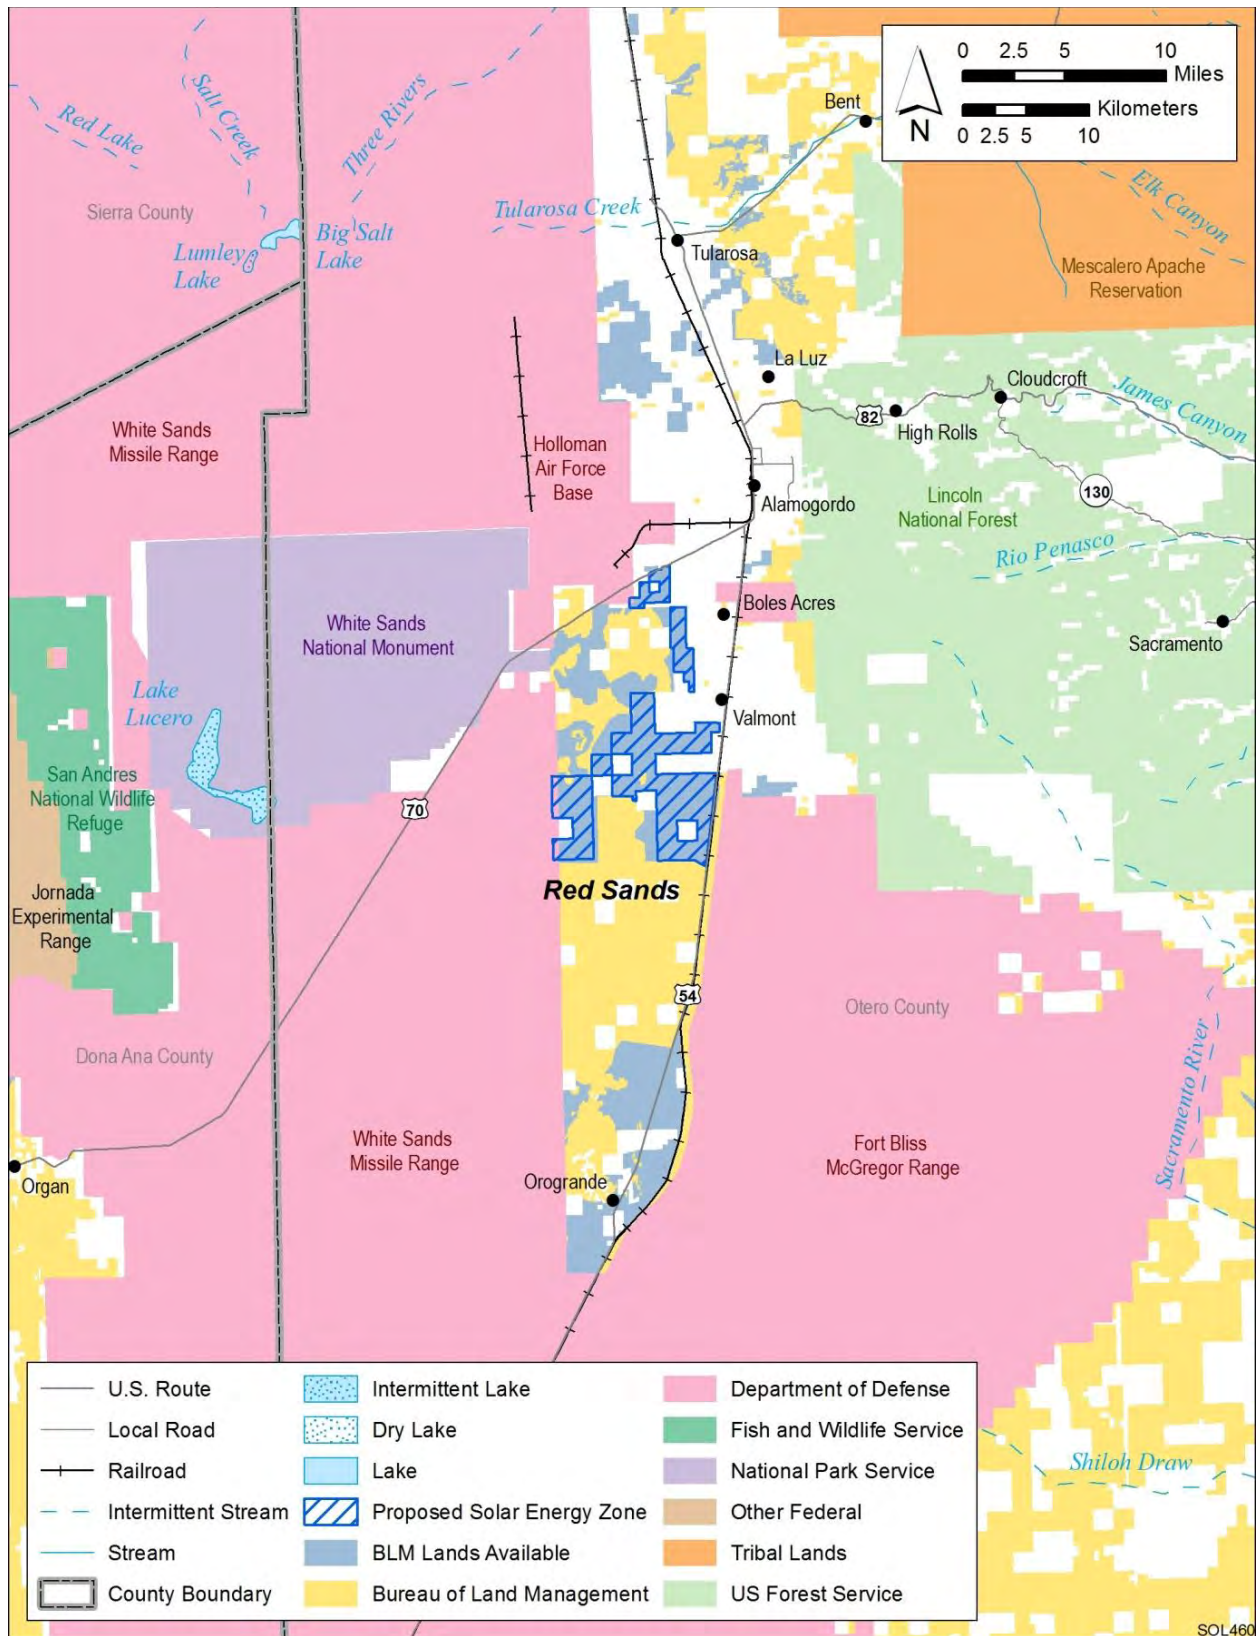 0 2.5 5 10
Miles
Kilometers
0 2.5 5 10
N
Bent
Salt Creek
Three Rivers
Red Lake
Sierra County
Tularosa Creek
Elk Canyon
Big Salt
Lake
Lumley
Lake
Tularosa
Mescalero Apache
Reservation
La Luz
Cloudcroft
James Canyon
82
High Rolls
White Sands
Missile Range
Holloman
Air Force
Base
Alamogordo
130
Lincoln
National Forest
Rio Penasco
White Sands
National Monument
Boles Acres
Sacramento
Lake
Lucero
Valmont
San Andres
National Wildlife
Refuge
70
Red Sands
Jornada
Experimental
Range
54
Otero County
Dona Ana County
Sacramento River
White Sands
Missile Range
Fort Bliss
McGregor Range
Organ
Orogrande
U.S. Route
Local Road
Railroad
Intermittent Stream
Stream
County Boundary
Intermittent Lake
Dry Lake
Lake
Proposed Solar Energy Zone
BLM Lands Available
Bureau of Land Management
Department of Defense
Fish and Wildlife Service
National Park Service
Other Federal
Tribal Lands
US Forest Service
Shiloh Draw
SOL460